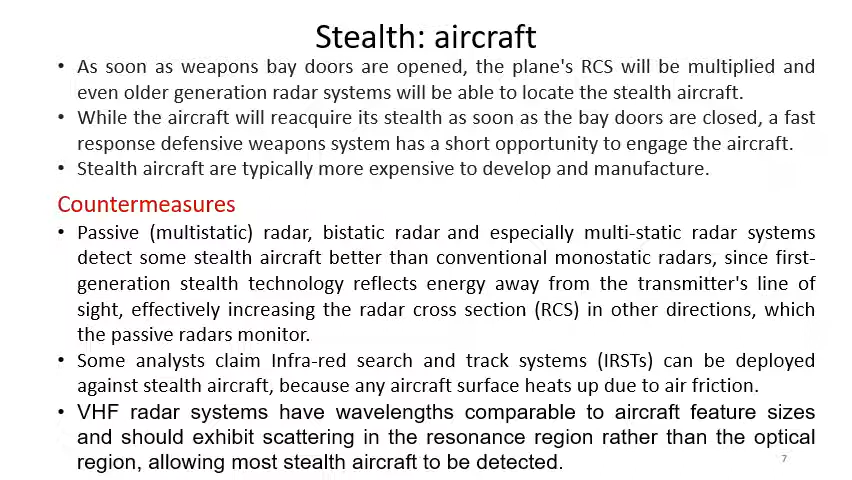 Stealth: aircraft
• As soon as weapons bay doors are opened, the plane's RCS will be multiplied and
even older generation radar systems will be able to locate the stealth aircraft.
• While the aircraft will reacquire its stealth as soon as the bay doors are closed, a fast
response defensive weapons system has a short opportunity to engage the aircraft.
• Stealth aircraft are typically more expensive to develop and manufacture.
Countermeasures
• Passive (multistatic) radar, bistatic radar and especially multi-static radar systems
detect some stealth aircraft better than conventional monostatic radars, since first-
generation stealth technology reflects energy away from the transmitter's line of
sight, effectively increasing the radar cross section (RCS) in other directions, which
the passive radars monitor.
• Some analysts claim Infra-red search and track systems (IRSTs) can be deployed
against stealth aircraft, because any aircraft surface heats up due to air friction.
• VHF radar systems have wavelengths comparable to aircraft feature sizes
and should exhibit scattering in the resonance region rather than the optical
region, allowing most stealth aircraft to be detected.
7